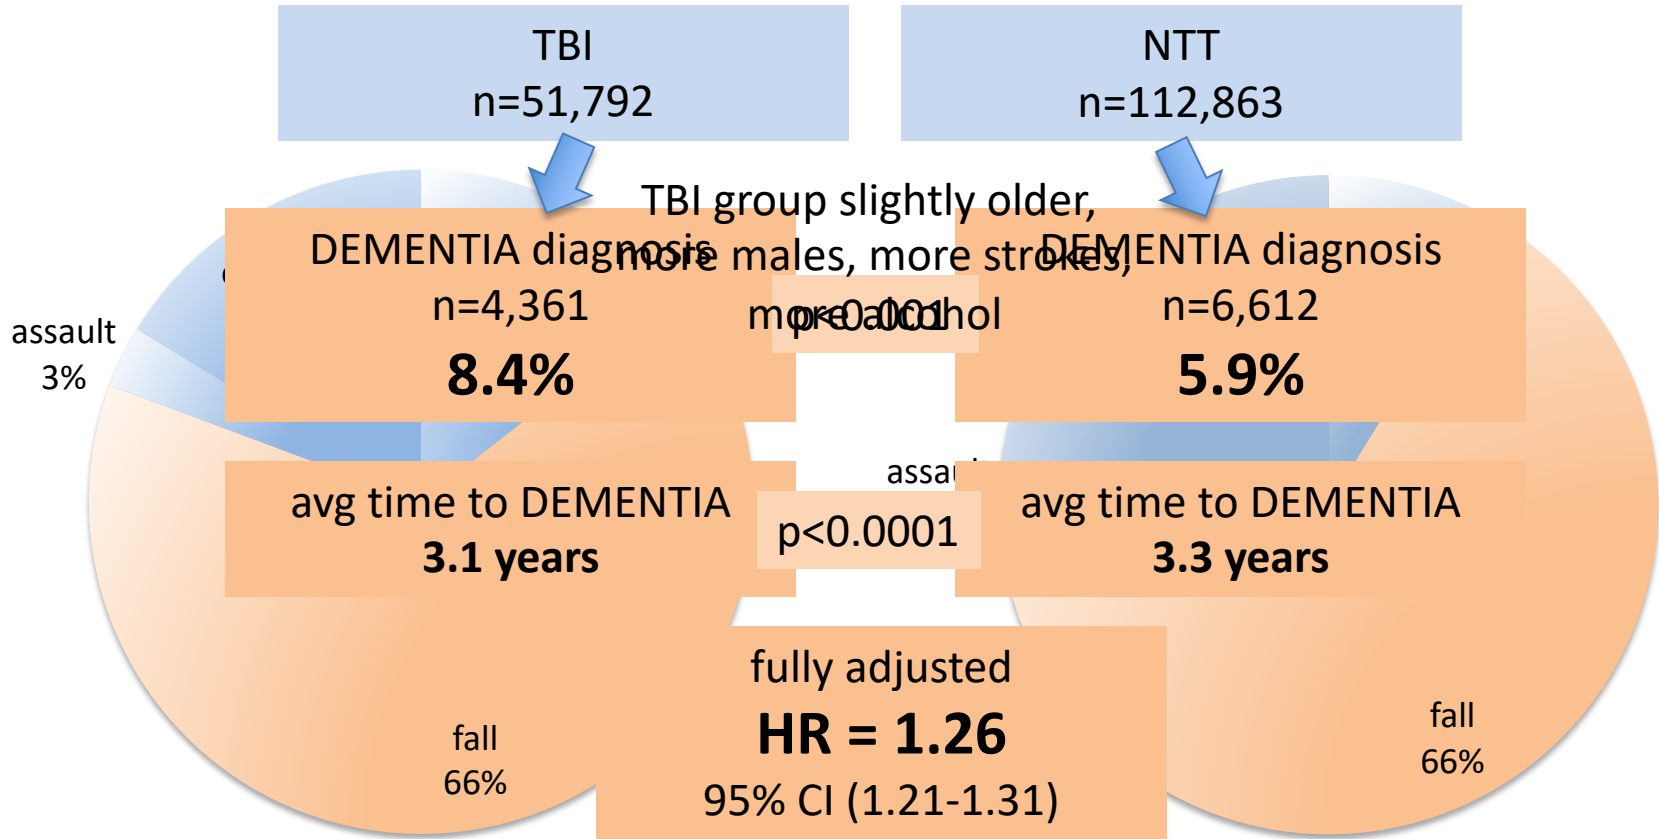 TBI
n=51,792
NTT
n=112,863
TBI group slightly older,
more males, more strokes,
more alcohol
DEMENTIA diagnosis
n=4,361
8.4%
p<0.001
DEMENTIA diagnosis
n=6,612
5.9%
assault
3%
avg time to DEMENTIA
3.1 years
p<0.0001
avg time to DEMENTIA
3.3 years
fully adjusted
HR = 1.26
95% CI (1.21-1.31)
fall
66%
fall
66%